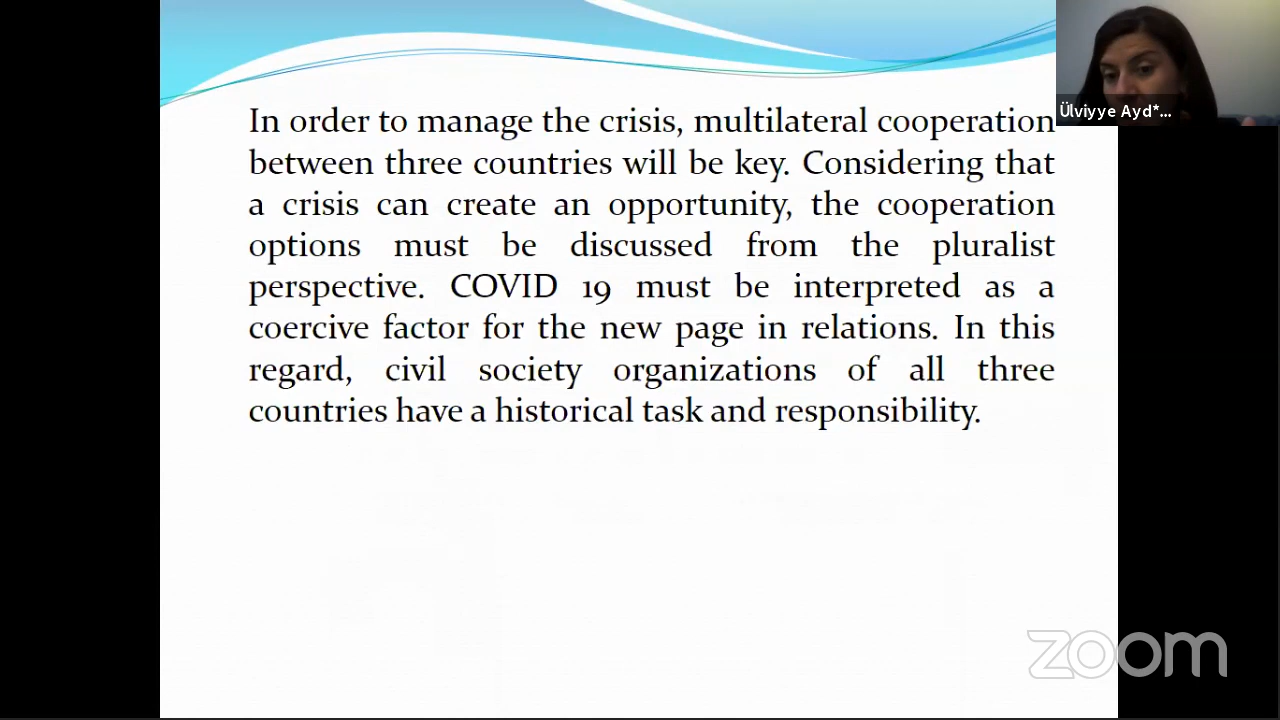 In order to manage the crisis, multilateral cooperation
between three countries will be key. Considering that
a crisis can create an opportunity, the cooperation
options must be discussed from the pluralist
perspective. COVID 19 must be interpreted as a
coercive factor for the new page in relations. In this
regard, civil society organizations of all three
countries have a historical task and responsibility.
Ülviyye Ayd*...
zoom